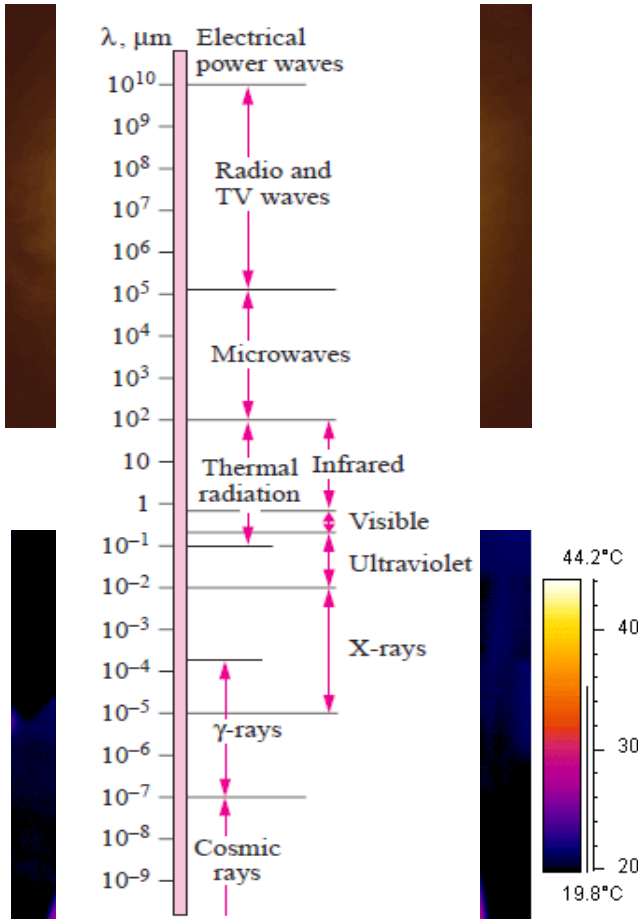 λ, μm
Electrical
power waves
10¹⁰
10⁹
10⁸
Radio and
TV waves
10⁷
10⁶
10⁵
10⁴
Microwaves
10³
10²
10
Thermal
radiation
Infrared
1
Visible
10⁻¹
Ultraviolet
10⁻²
10⁻³
X-rays
10⁻⁴
10⁻⁵
γ-rays
10⁻⁶
10⁻⁷
10⁻⁸
Cosmic
rays
10⁻⁹
44.2°C
40
30
20
19.8°C